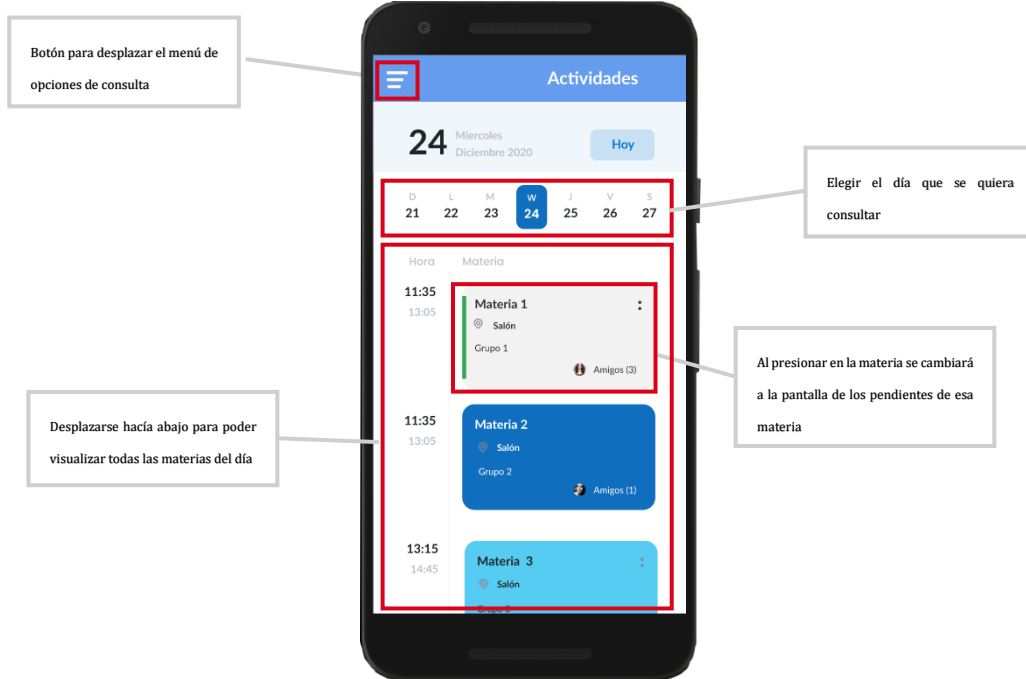 Botón para desplazar el menú de
opciones de consulta
Actividades
24
Miercoles
Diciembre 2020
Hoy
D L M W J V S
21 22 23 24 25 26 27
Elegir el día que se quiera
consultar
Hora Materia
11:35
13:05
Materia 1
Salón
Grupo 1
Amigos (3)
Al presionar en la materia se cambiará
a la pantalla de los pendientes de esa
materia
Desplazarse hacía abajo para poder
visualizar todas las materias del día
11:35
13:05
Materia 2
Salón
Grupo 2
Amigos (1)
13:15
14:45
Materia 3
Salón
Grupo